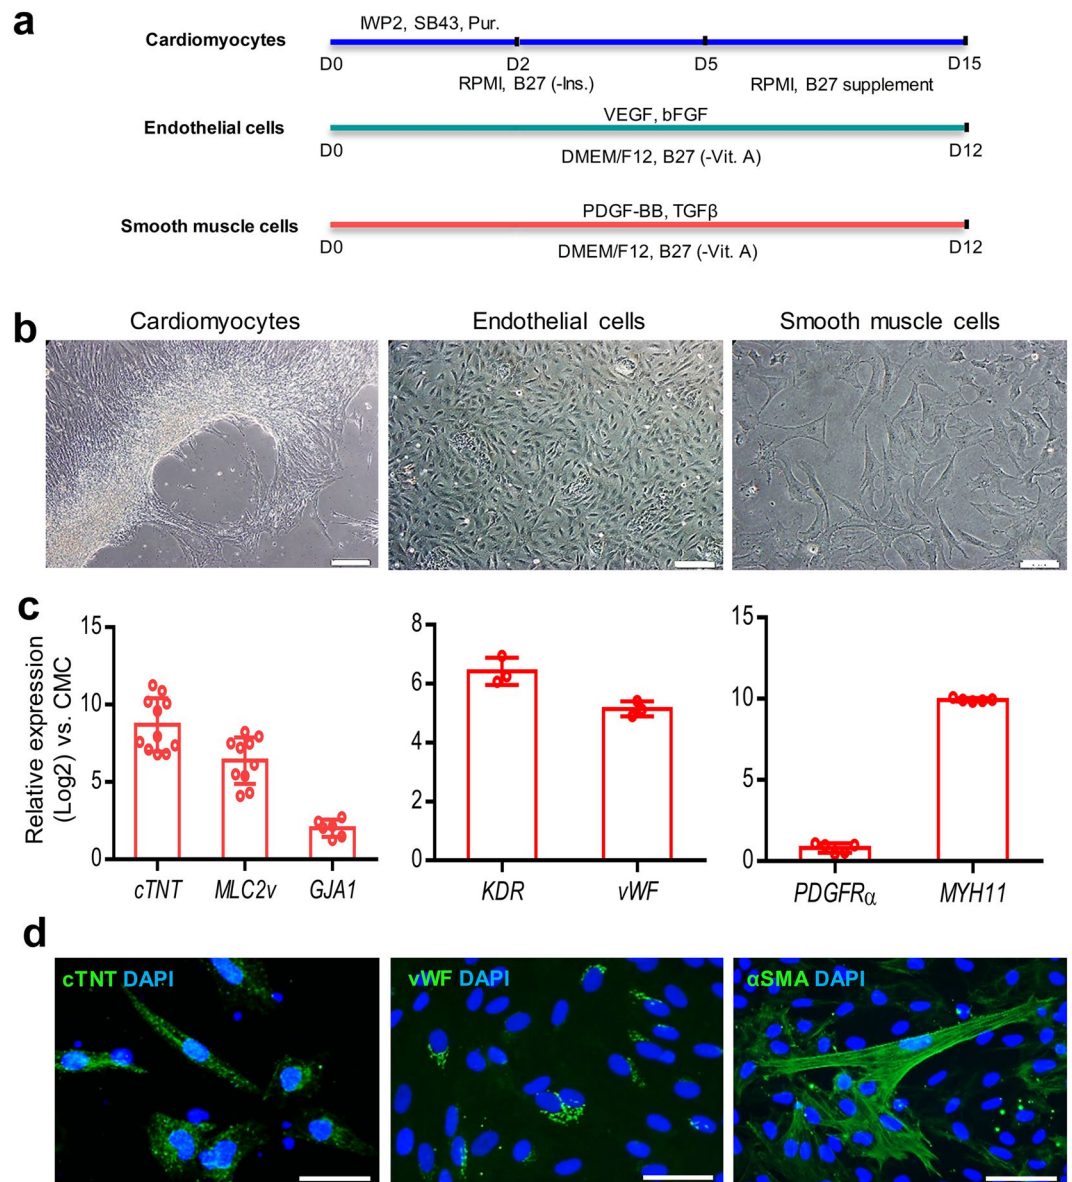 a
IWP2, SB43, Pur.
Cardiomyocytes
D0 D2 D5 D15
RPMI, B27 (-Ins.) RPMI, B27 supplement
VEGF, bFGF
Endothelial cells
D0 D12
DMEM/F12, B27 (-Vit. A)
PDGF-BB, TGFβ
Smooth muscle cells
D0 D12
DMEM/F12, B27 (-Vit. A)
b
Cardiomyocytes Endothelial cells Smooth muscle cells
c
Relative expression
(Log2) vs. CMC
15
10
5
0
cTNT MLC2v GJA1
8
6
4
2
0
KDR vWF
15
10
5
0
PDGFRα MYH11
d
cTNT DAPI
vWF DAPI
αSMA DAPI